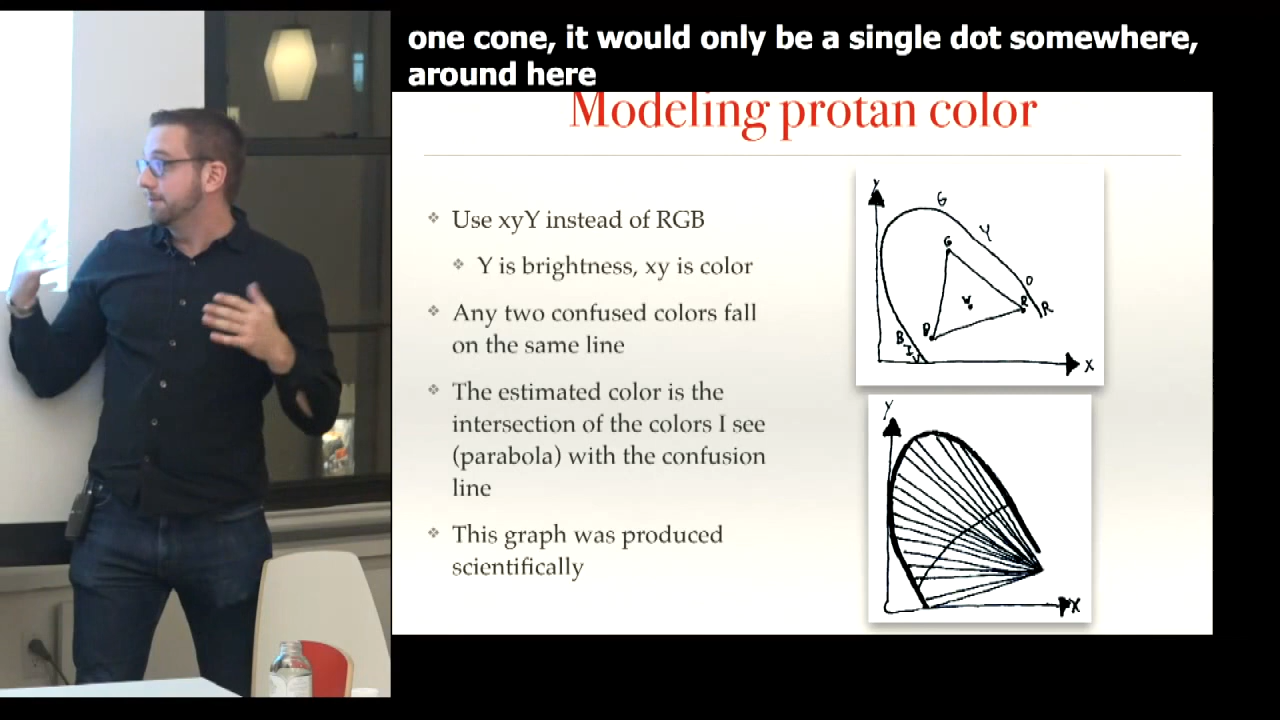 one cone, it would only be a single dot somewhere,
around here
Modeling protan color
Use xyY instead of RGB
Y is brightness, xy is color
Any two confused colors fall
on the same line
The estimated color is the
intersection of the colors I see
(parabola) with the confusion
line
This graph was produced
scientifically
Y
G
Y
G
O
R
R
W
B
B
I
V
X
Y
X